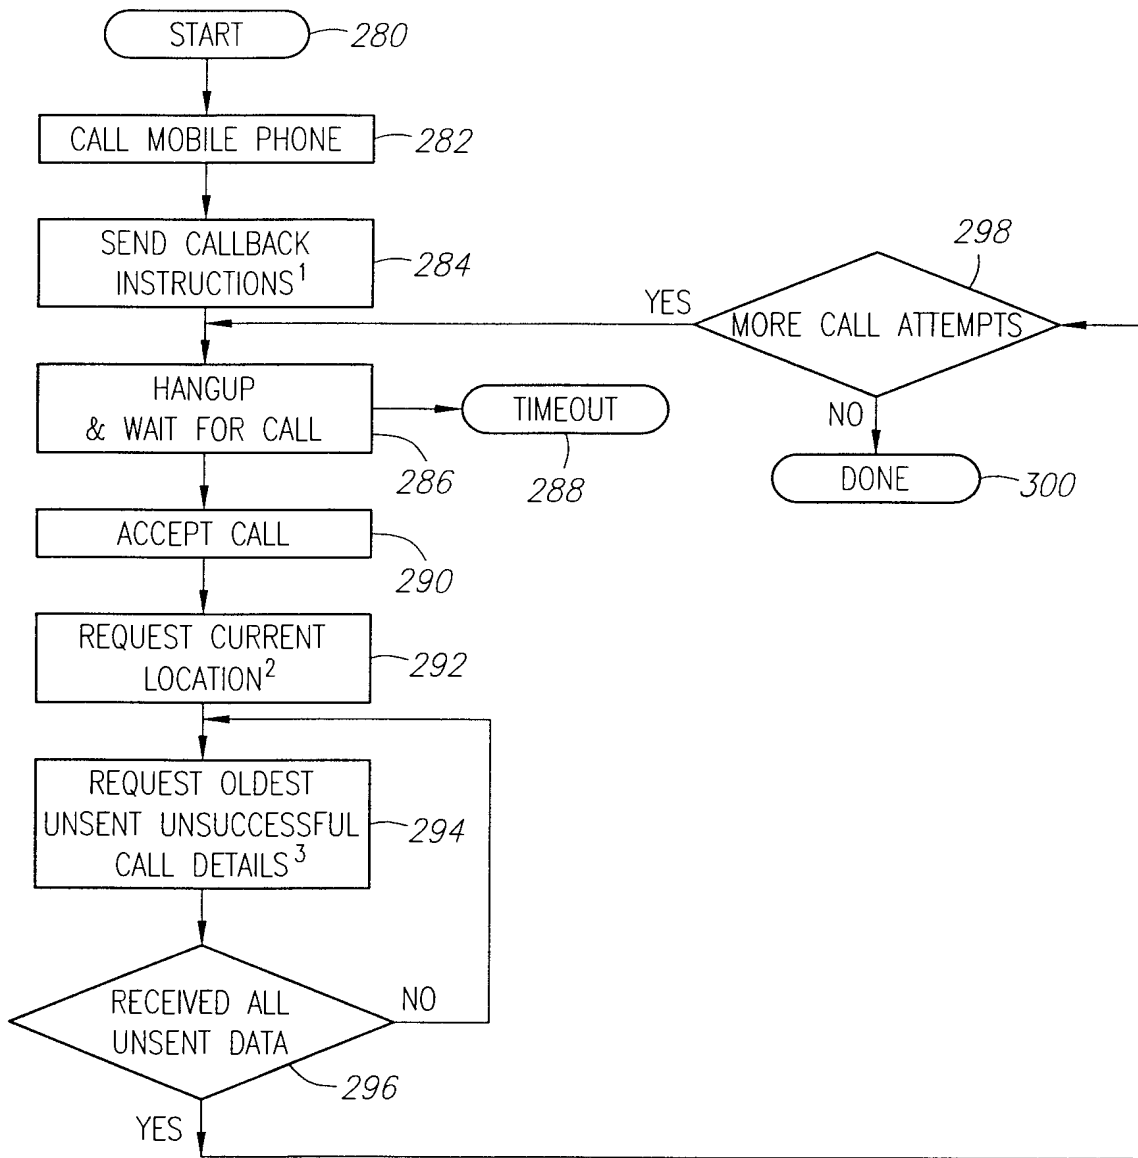 START
280
CALL MOBILE PHONE
282
SEND CALLBACK
INSTRUCTIONS¹
284
298
YES
MORE CALL ATTEMPTS
HANGUP
& WAIT FOR CALL
286
TIMEOUT
288
NO
DONE
300
ACCEPT CALL
290
REQUEST CURRENT
LOCATION²
292
REQUEST OLDEST
UNSENT UNSUCCESSFUL
CALL DETAILS³
294
RECEIVED ALL
UNSENT DATA
NO
296
YES